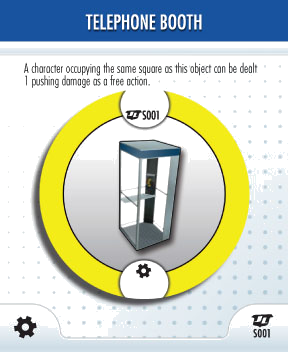 TELEPHONE BOOTH
A character occupying the same square as this object can be dealt
1 pushing damage as a free action.
S001
S001